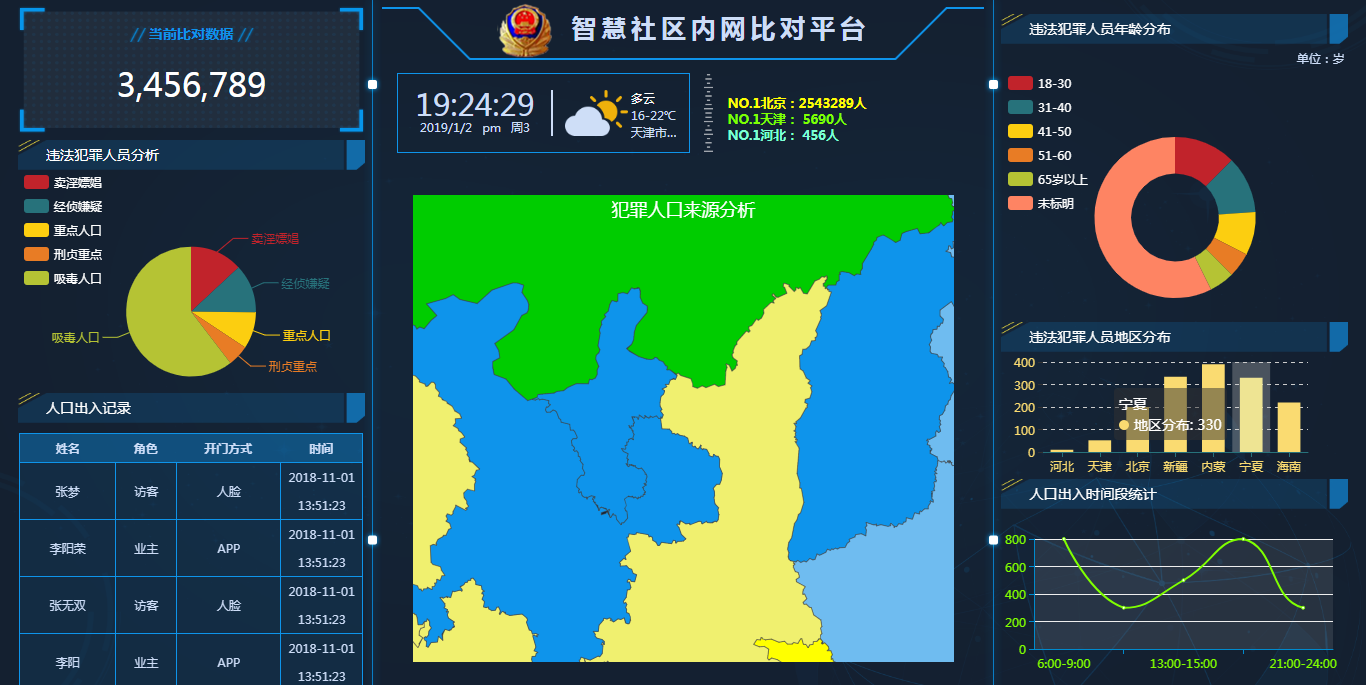 当前比对数据
3,456,789
违法犯罪人员分析
卖淫嫖娼
经侦嫌疑
重点人口
刑贞重点
吸毒人口
卖淫嫖娼
经侦嫌疑
重点人口
刑贞重点
吸毒人口
人口出入记录
姓名 角色 开门方式 时间
张梦 访客 人脸 2018-11-01 13:51:23
李阳荣 业主 APP 2018-11-01 13:51:23
张无双 访客 人脸 2018-11-01 13:51:23
李阳 业主 APP 2018-11-01 13:51:23
智慧社区内网比对平台
19:24:29
2019/1/2 pm 周3
多云
16-22℃
天津市...
NO.1北京：2543289人
NO.1天津： 5690人
NO.1河北： 456人
犯罪人口来源分析
违法犯罪人员年龄分布
单位：岁
18-30
31-40
41-50
51-60
65岁以上
未标明
违法犯罪人员地区分布
400
300
200
100
0
宁夏
地区分布: 330
河北 天津 北京 新疆 内蒙 宁夏 海南
人口出入时间段统计
800
600
400
200
0
6:00-9:00 13:00-15:00 21:00-24:00